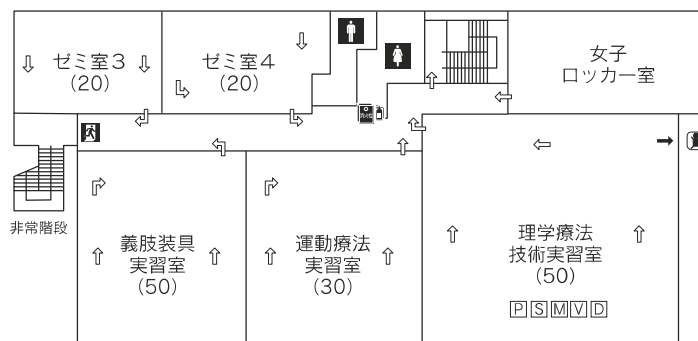 ゼミ室3
(20)
ゼミ室4
(20)
女子
ロッカー室
非常階段
義肢装具
実習室
(50)
運動療法
実習室
(30)
理学療法
技術実習室
(50)
P S M V D